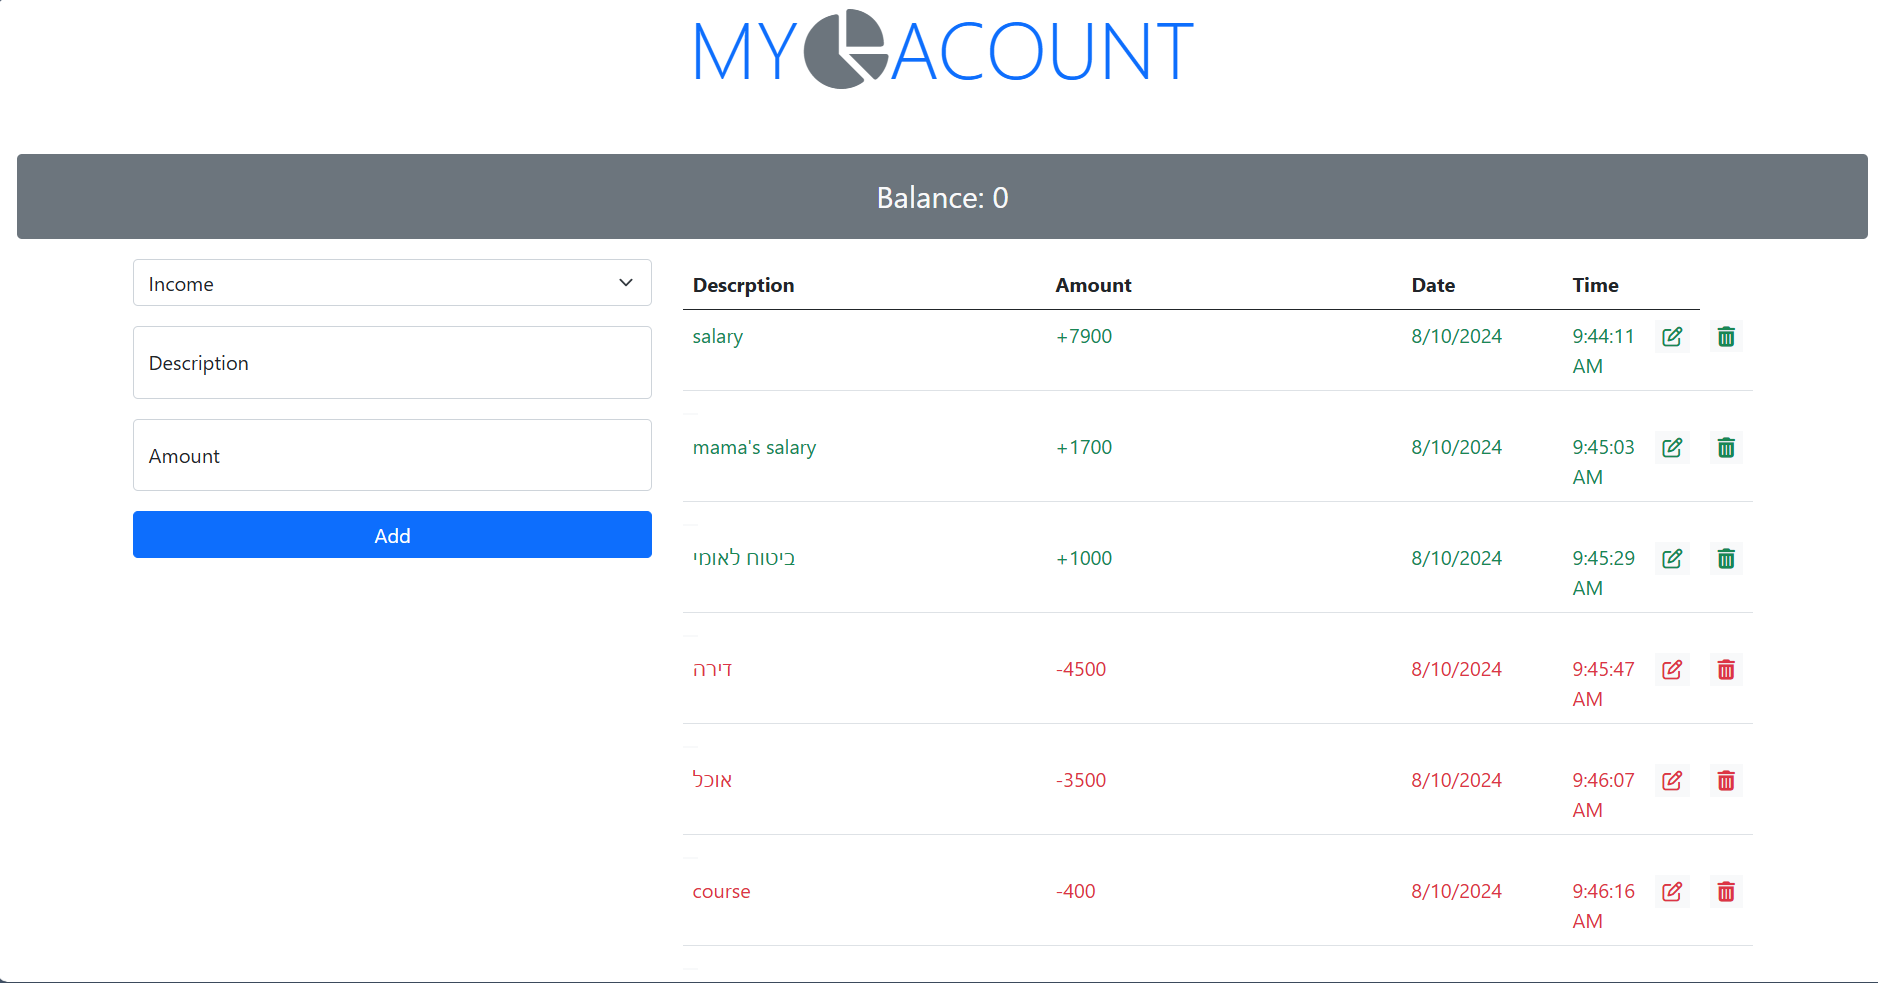 MY ACOUNT
Balance: 0
Income
Description
Amount
Add
Descrption Amount Date Time
salary +7900 8/10/2024 9:44:11 AM
mama's salary +1700 8/10/2024 9:45:03 AM
ביטוח לאומי +1000 8/10/2024 9:45:29 AM
דירה -4500 8/10/2024 9:45:47 AM
אוכל -3500 8/10/2024 9:46:07 AM
course -400 8/10/2024 9:46:16 AM